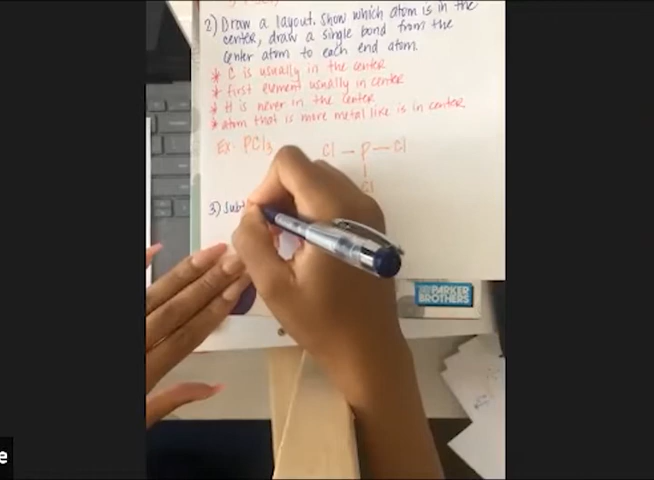 2) Draw a layout. Show which atom is in the
center, draw a single bond from the
center atom to each end atom.
* C is usually in the center
* first element usually in center
* H is never in the center
* atom that is more metal like is in center
Ex. PCl3
Cl — P — Cl
Cl
3) Subt
PARKER
BROTHERS
e